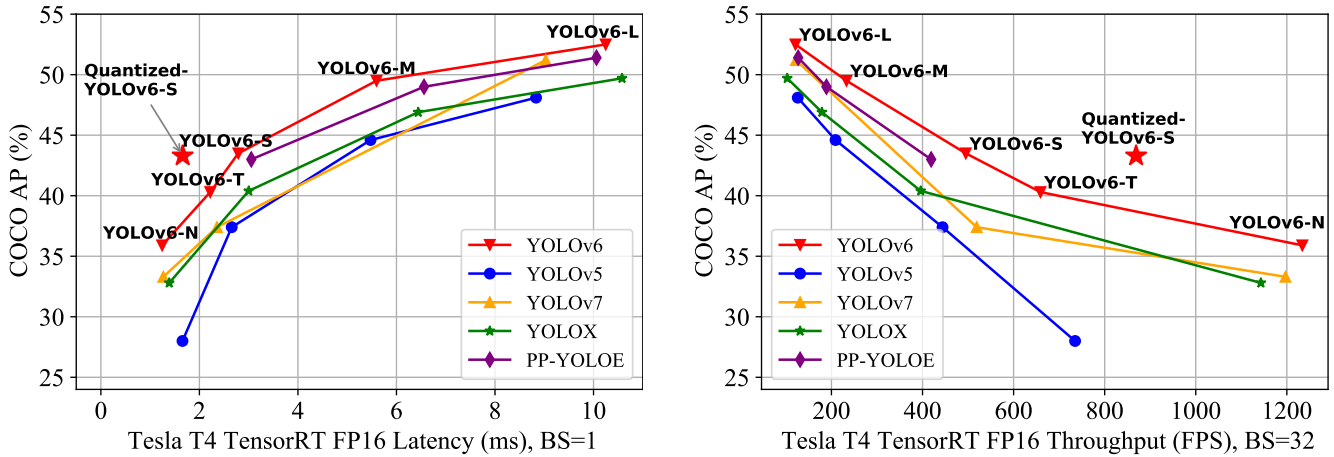 55
50
45
40
35
30
25
COCO AP (%)
YOLOv6-L
YOLOv6-M
Quantized-
YOLOv6-S
YOLOv6-S
YOLOv6-T
YOLOv6-N
YOLOv6
YOLOv5
YOLOv7
YOLOX
PP-YOLOE
0
2
4
6
8
10
Tesla T4 TensorRT FP16 Latency (ms), BS=1
55
50
45
40
35
30
25
COCO AP (%)
YOLOv6-L
YOLOv6-M
Quantized-
YOLOv6-S
YOLOv6-S
YOLOv6-T
YOLOv6-N
YOLOv6
YOLOv5
YOLOv7
YOLOX
PP-YOLOE
200
400
600
800
1000
1200
Tesla T4 TensorRT FP16 Throughput (FPS), BS=32